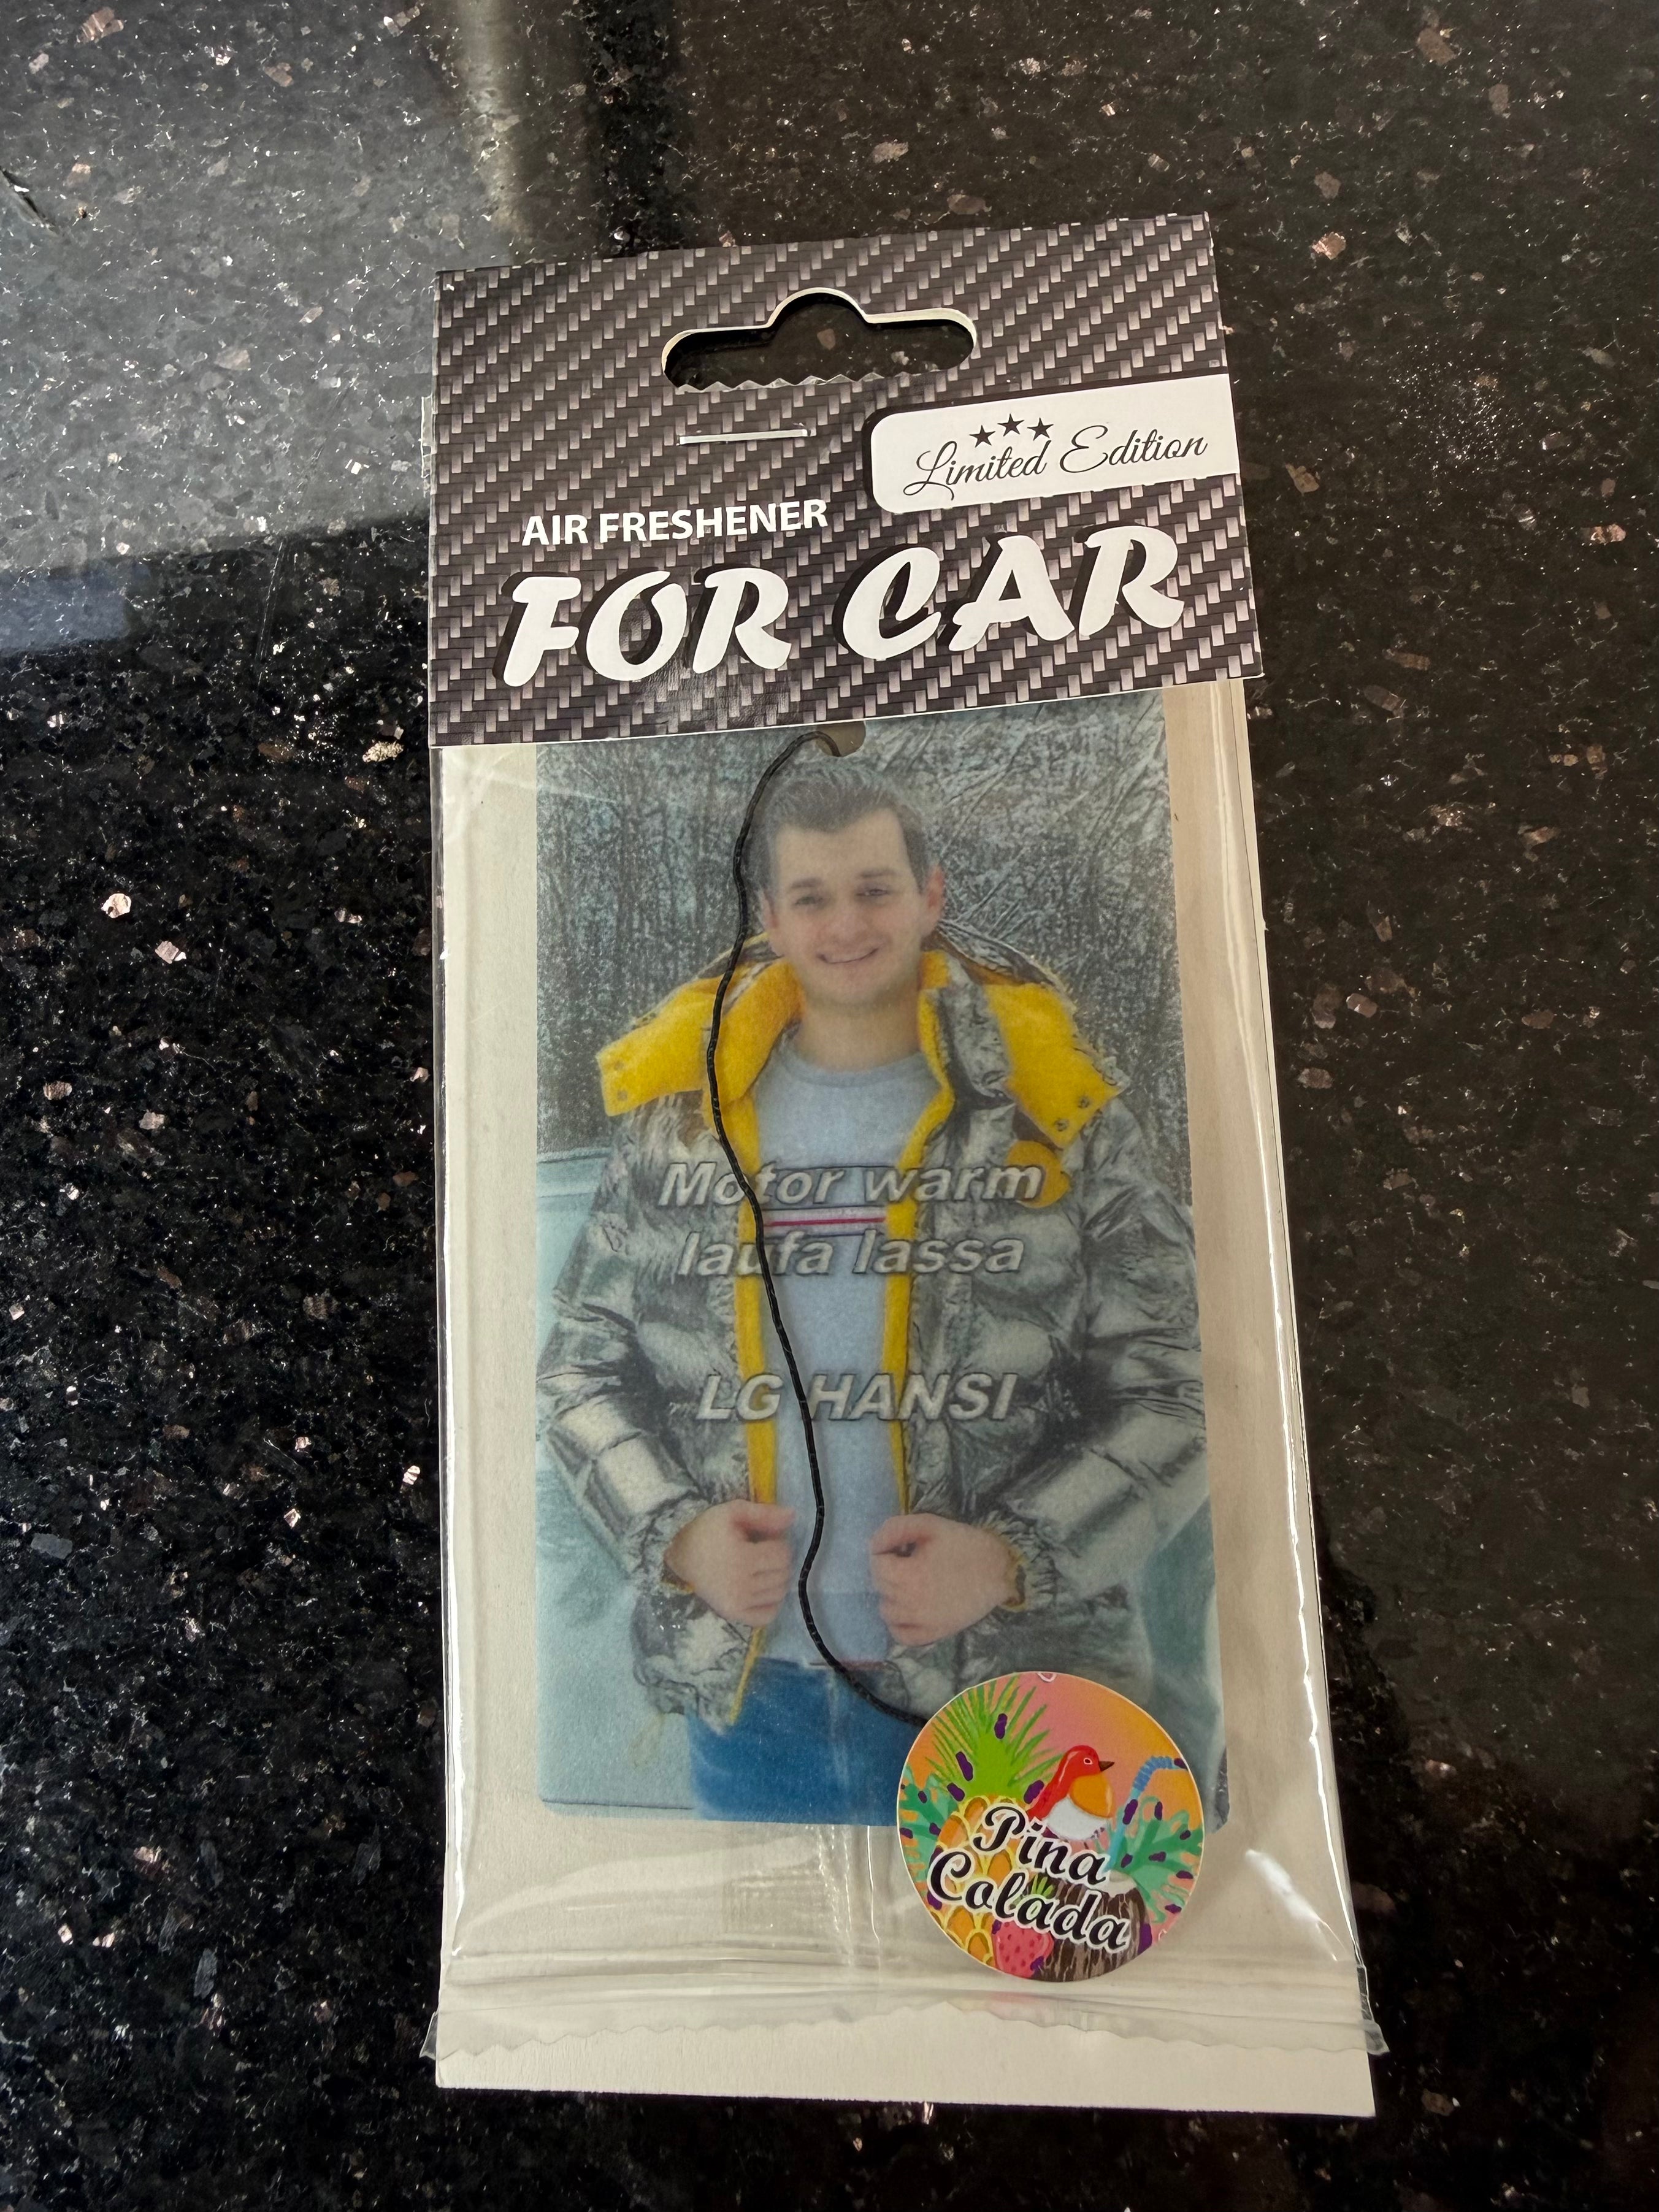 Limited Edition
AIR FRESHENER
FOR CAR
Motor warm
laufa lassa
LG HANSI
Pina
Colada